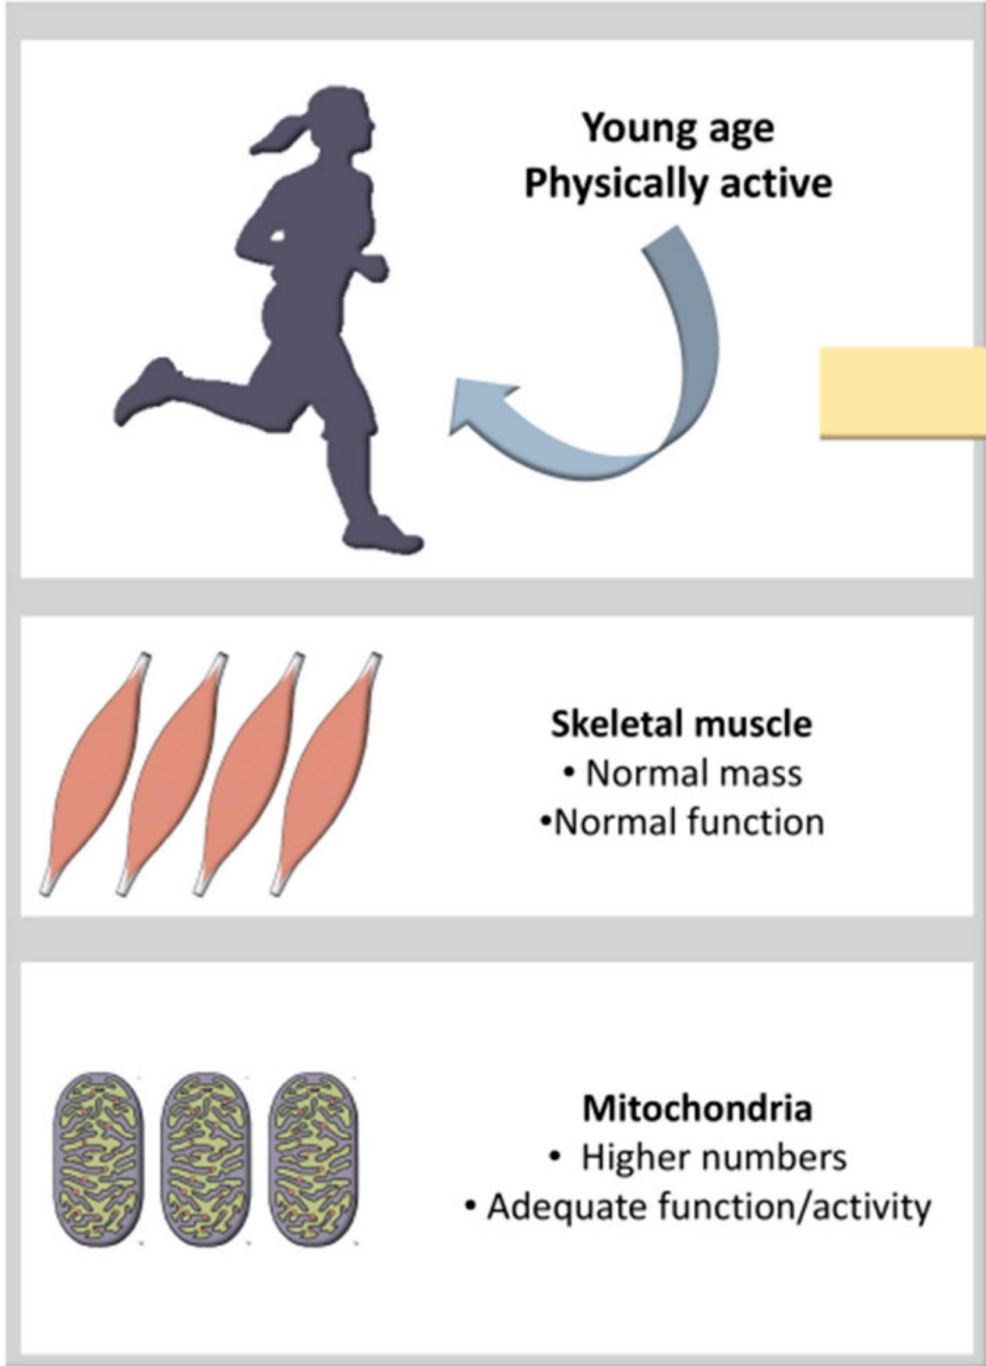 Young age
Physically active
Skeletal muscle
• Normal mass
•Normal function
Mitochondria
• Higher numbers
• Adequate function/activity